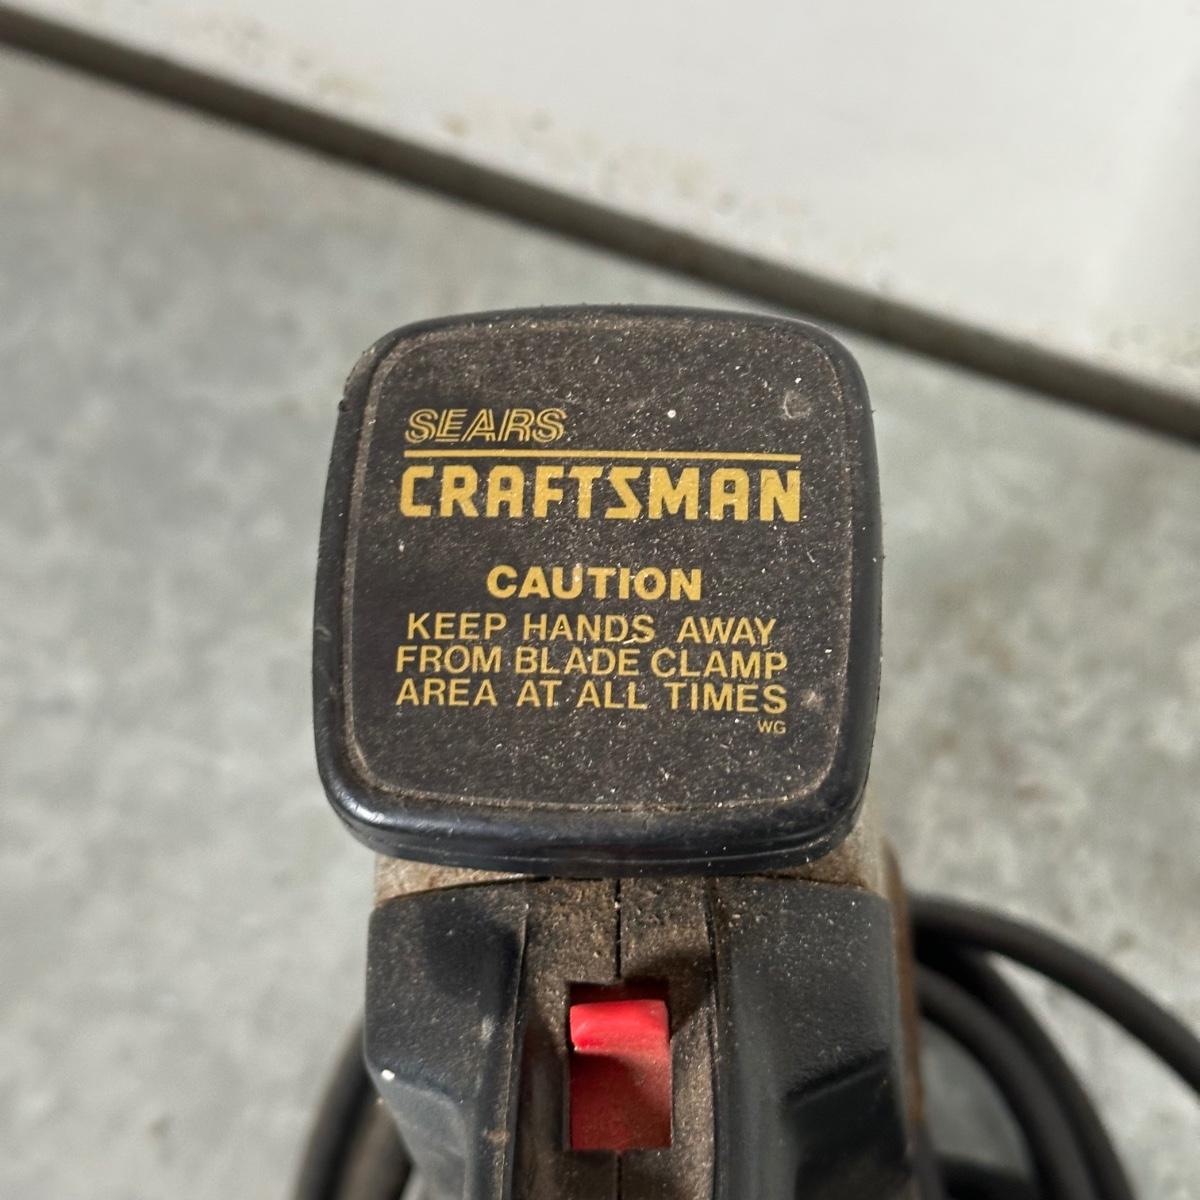 SEARS
CRAFTSMAN
CAUTION
KEEP HANDS AWAY
FROM BLADE CLAMP
AREA AT ALL TIMES
WG